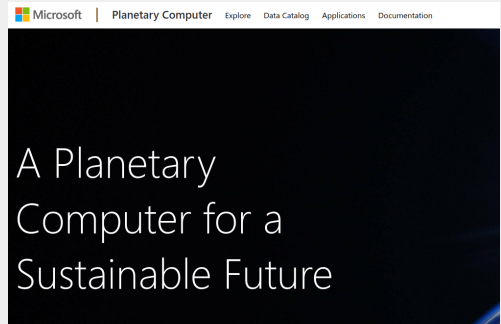 Microsoft | Planetary Computer Explore Data Catalog Applications Documentation
A Planetary
Computer for a
Sustainable Future